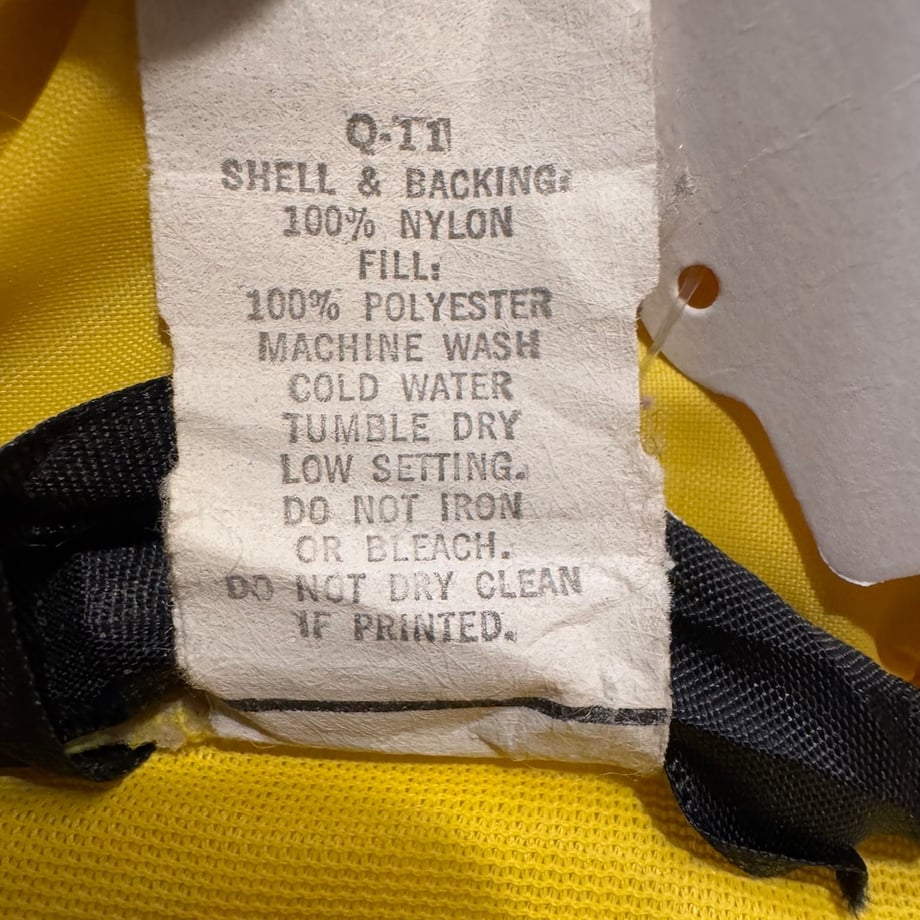 Q-11
SHELL & BACKING:
100% NYLON
FILL:
100% POLYESTER
MACHINE WASH
COLD WATER
TUMBLE DRY
LOW SETTING.
DO NOT IRON
OR BLEACH.
DO NOT DRY CLEAN
IF PRINTED.